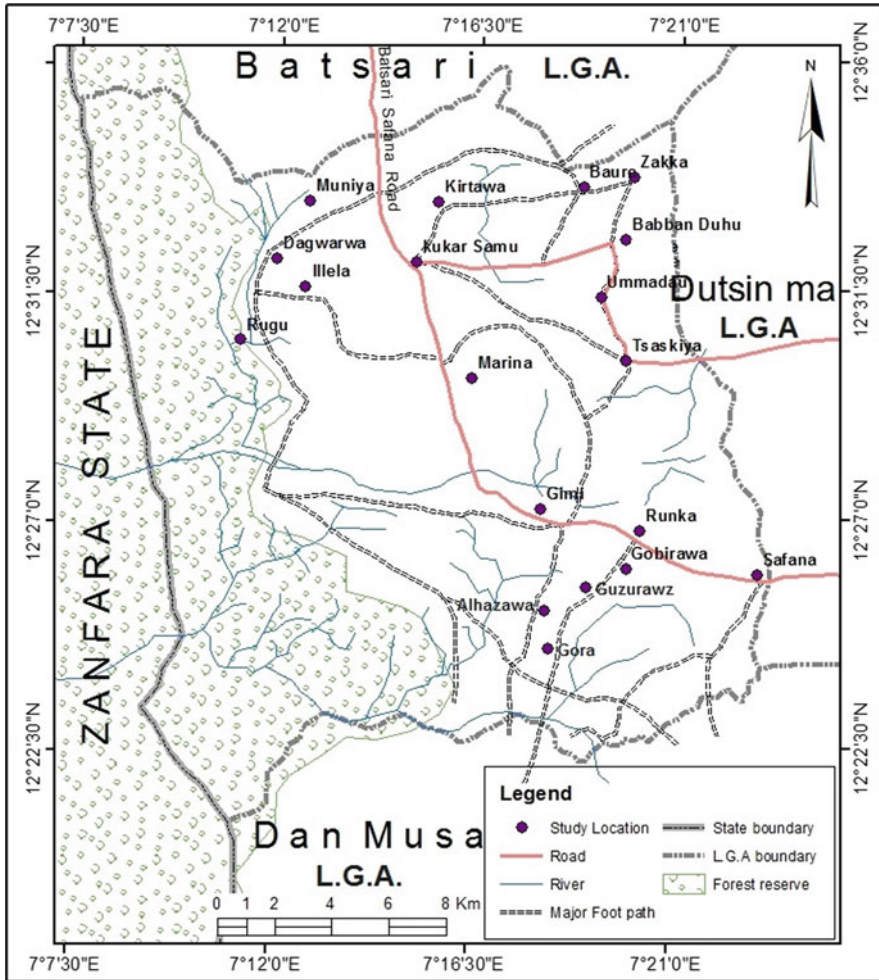 7°7'30"E 7°12'0"E 7°16'30"E 7°21'0"E
Batsari L.G.A.
12°36'0"N
12°36'0"N
N
Batsari Safana Road
Zakka
Baure
Muniya
Kirtawa
Babban Duhu
Dagwarwa
kukar Samu
Illela
12°31'30"N
12°31'30"N
Ummadau
Dutsin ma
L.G.A
Rugu
Tsaskiya
Marina
ZANFARA STATE
Gimi
Runka
12°27'0"N
12°27'0"N
Gobirawa
Safana
Guzurawz
Alhazawa
Gora
12°22'30"N
12°22'30"N
Dan Musa
L.G.A.
Legend
Study Location
State boundary
Road
L.G.A boundary
River
Forest reserve
Major Foot path
0 1 2 4 6 8 Km
7°7'30"E 7°12'0"E 7°16'30"E 7°21'0"E